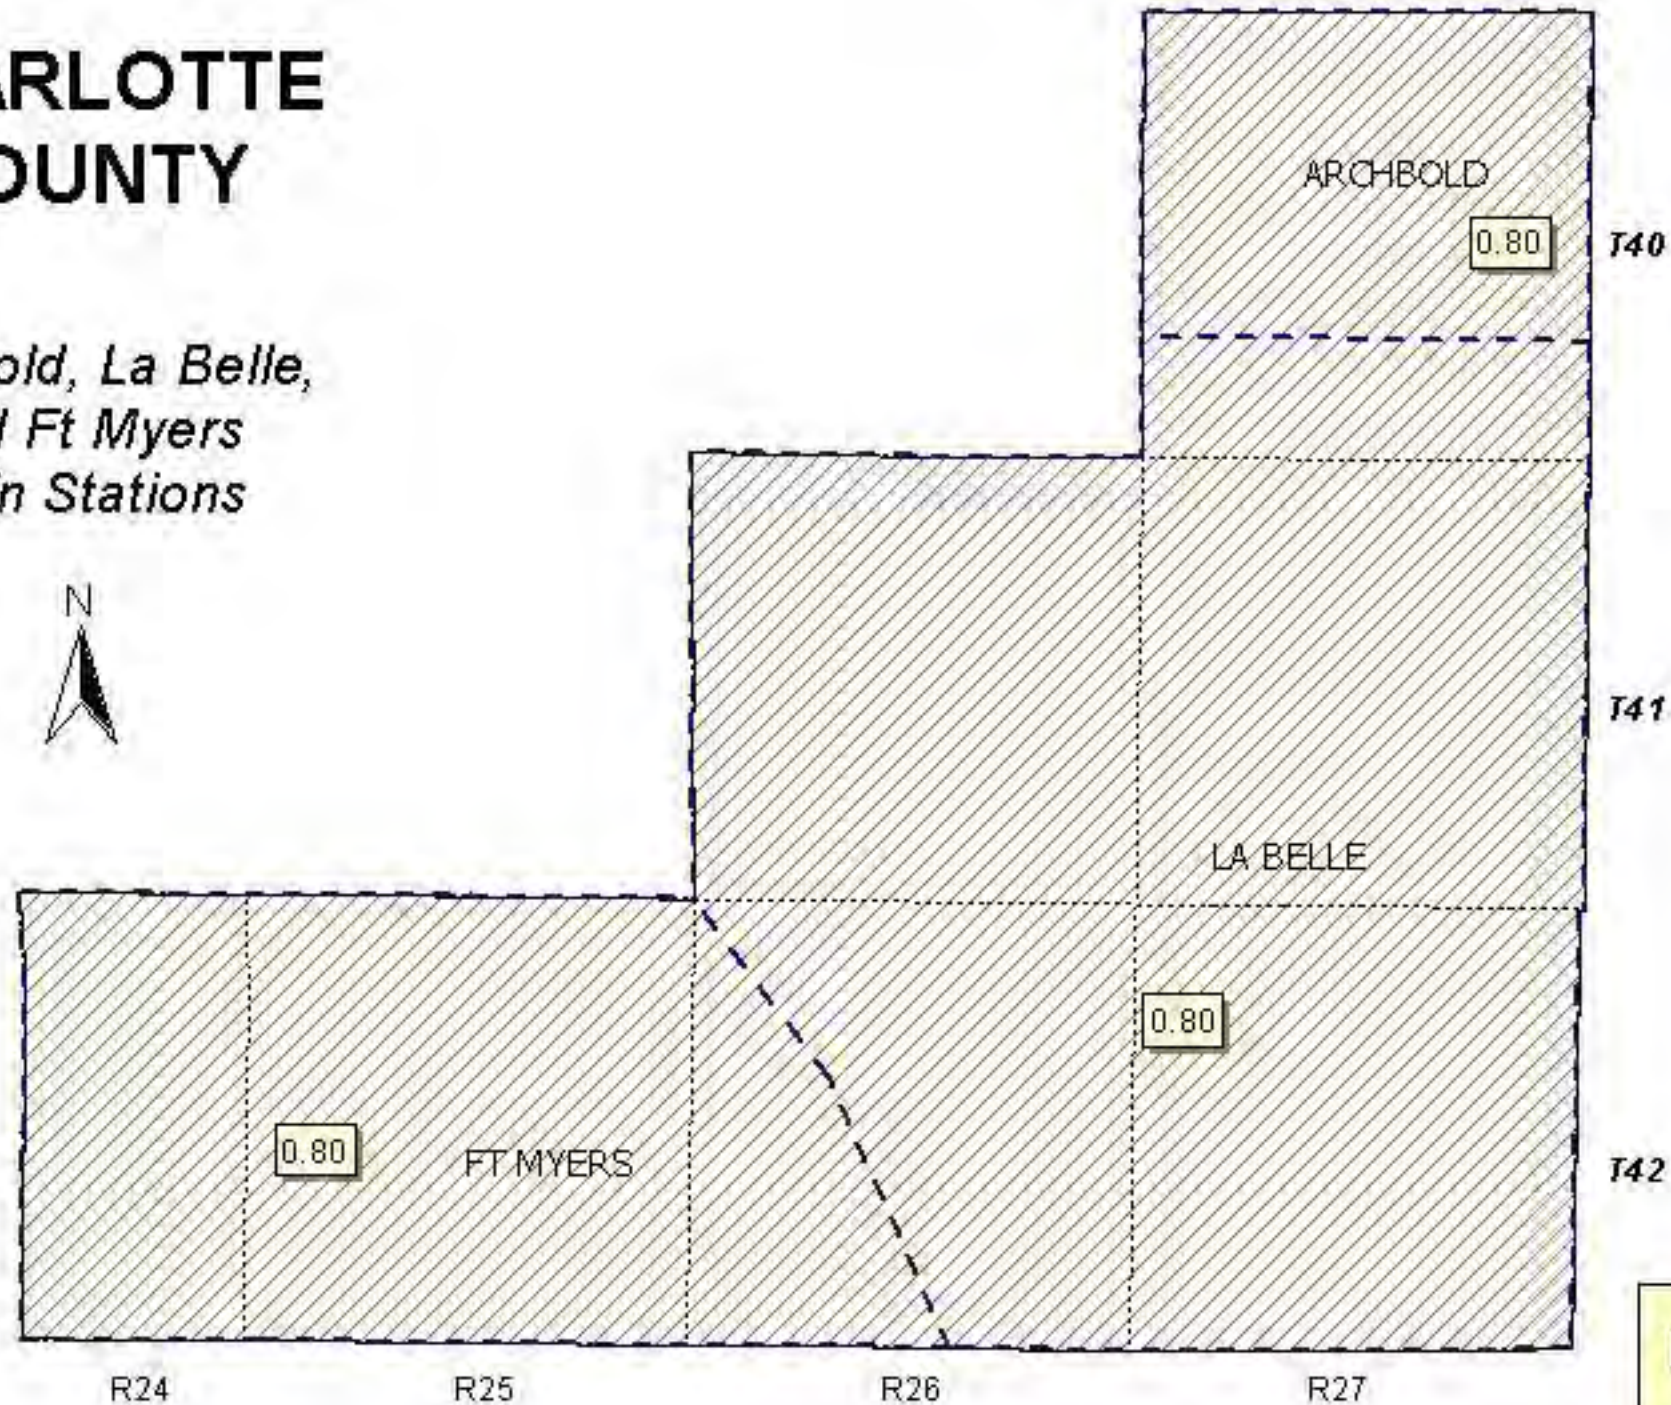 ARLOTTE
OUNTY
old, La Belle,
Ft Myers
n Stations
N
ARCHBOLD
0.80
T40
T41
LA BELLE
0.80
0.80
FT MYERS
T42
R24
R25
R26
R27